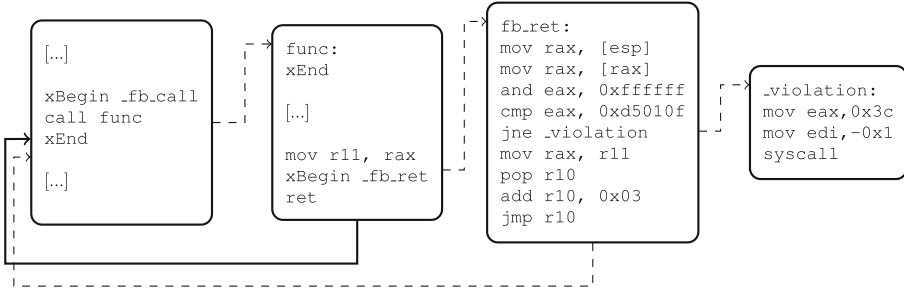 [...]
xBegin _fb_call
call func
xEnd
[...]
func:
xEnd
[...]
mov r11, rax
xBegin _fb_ret
ret
fb_ret:
mov rax, [esp]
mov rax, [rax]
and eax, 0xffffff
cmp eax, 0xd5010f
jne _violation
mov rax, r11
pop r10
add r10, 0x03
jmp r10
_violation:
mov eax,0x3c
mov edi,-0x1
syscall